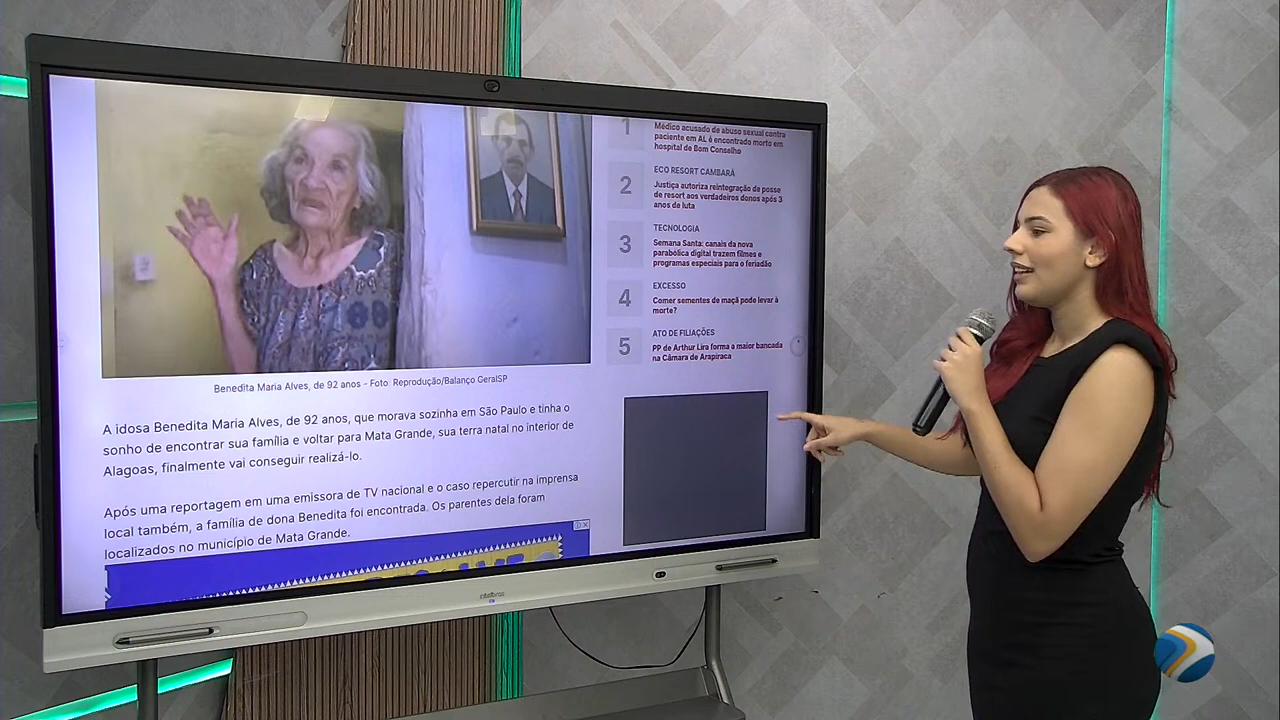 1
Médico acusado de abuso sexual contra
paciente em AL é encontrado morto em
hospital de Bom Conselho
2
ECO RESORT CAMBARÁ
Justiça autoriza reintegração de posse
de resort aos verdadeiros donos após 3
anos de luta
3
TECNOLOGIA
Semana Santa: canais da nova
parabólica digital trazem filmes e
programas especiais para o feriadão
4
EXCESSO
Comer sementes de maçã pode levar à
morte?
5
ATO DE FILIAÇÕES
PP de Arthur Lira forma a maior bancada
na Câmara de Arapiraca
Benedita Maria Alves, de 92 anos - Foto: Reprodução/Balanço GeralSP
A idosa Benedita Maria Alves, de 92 anos, que morava sozinha em São Paulo e tinha o
sonho de encontrar sua família e voltar para Mata Grande, sua terra natal no interior de
Alagoas, finalmente vai conseguir realizá-lo.
Após uma reportagem em uma emissora de TV nacional e o caso repercutir na imprensa
local também, a família de dona Benedita foi encontrada. Os parentes dela foram
localizados no município de Mata Grande.
intelbras